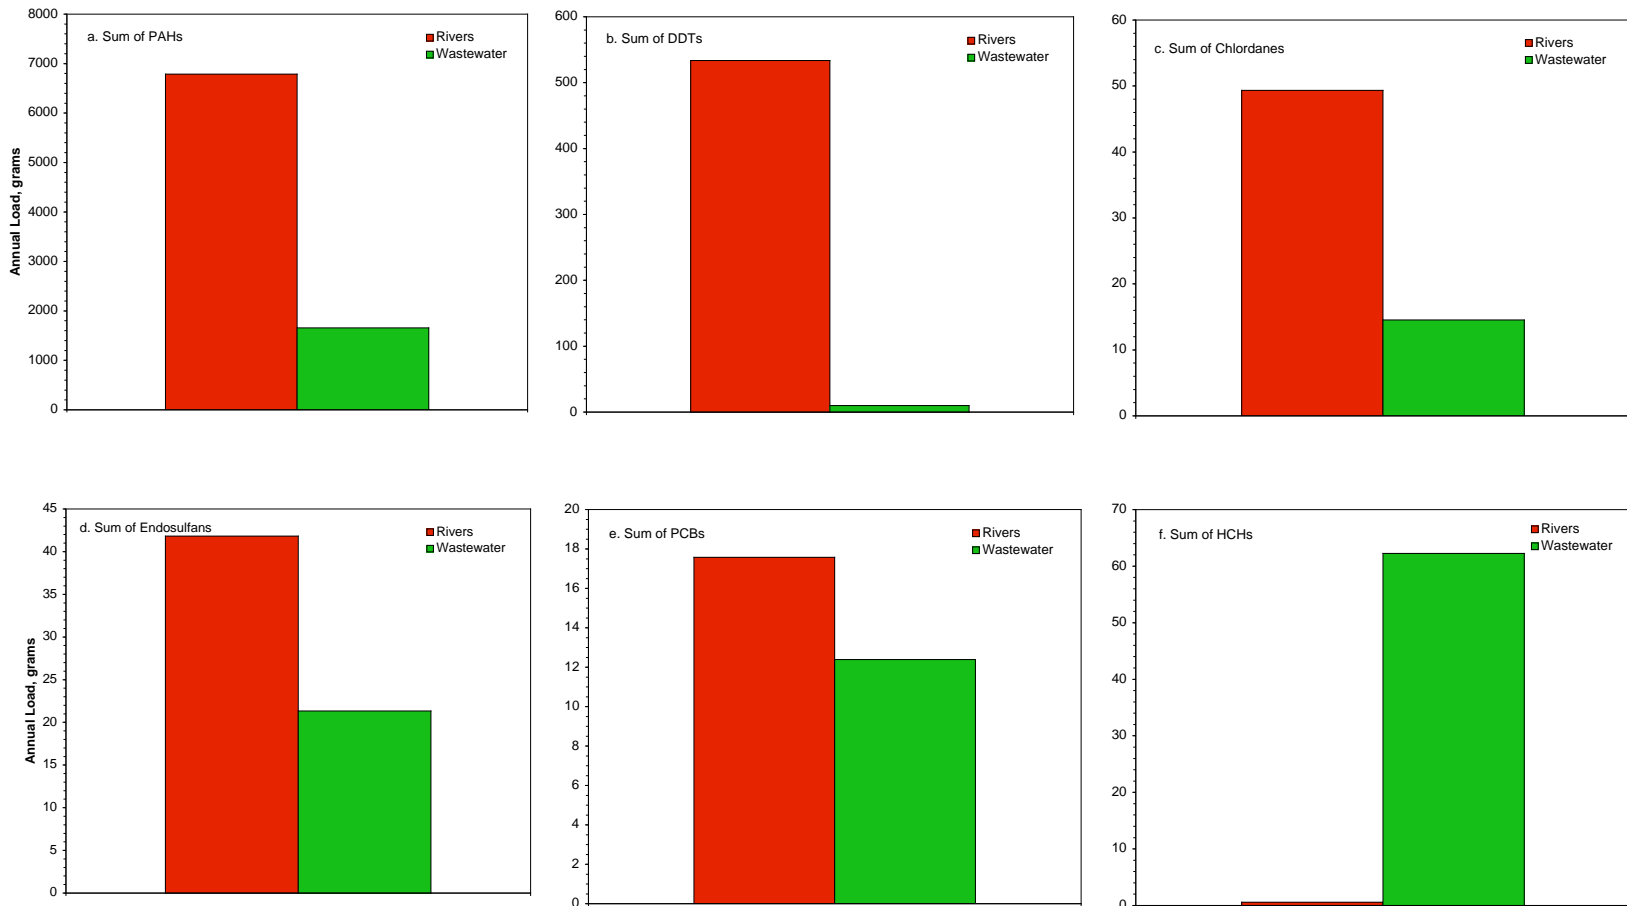 a. Sum of PAHs
Rivers
Wastewater
8000
7000
6000
5000
4000
3000
2000
1000
0
Annual Load, grams
b. Sum of DDTs
Rivers
Wastewater
600
500
400
300
200
100
0
c. Sum of Chlordanes
Rivers
Wastewater
60
50
40
30
20
10
0
d. Sum of Endosulfans
Rivers
Wastewater
45
40
35
30
25
20
15
10
5
0
Annual Load, grams
e. Sum of PCBs
Rivers
Wastewater
20
18
16
14
12
10
8
6
4
2
0
f. Sum of HCHs
Rivers
Wastewater
70
60
50
40
30
20
10
0